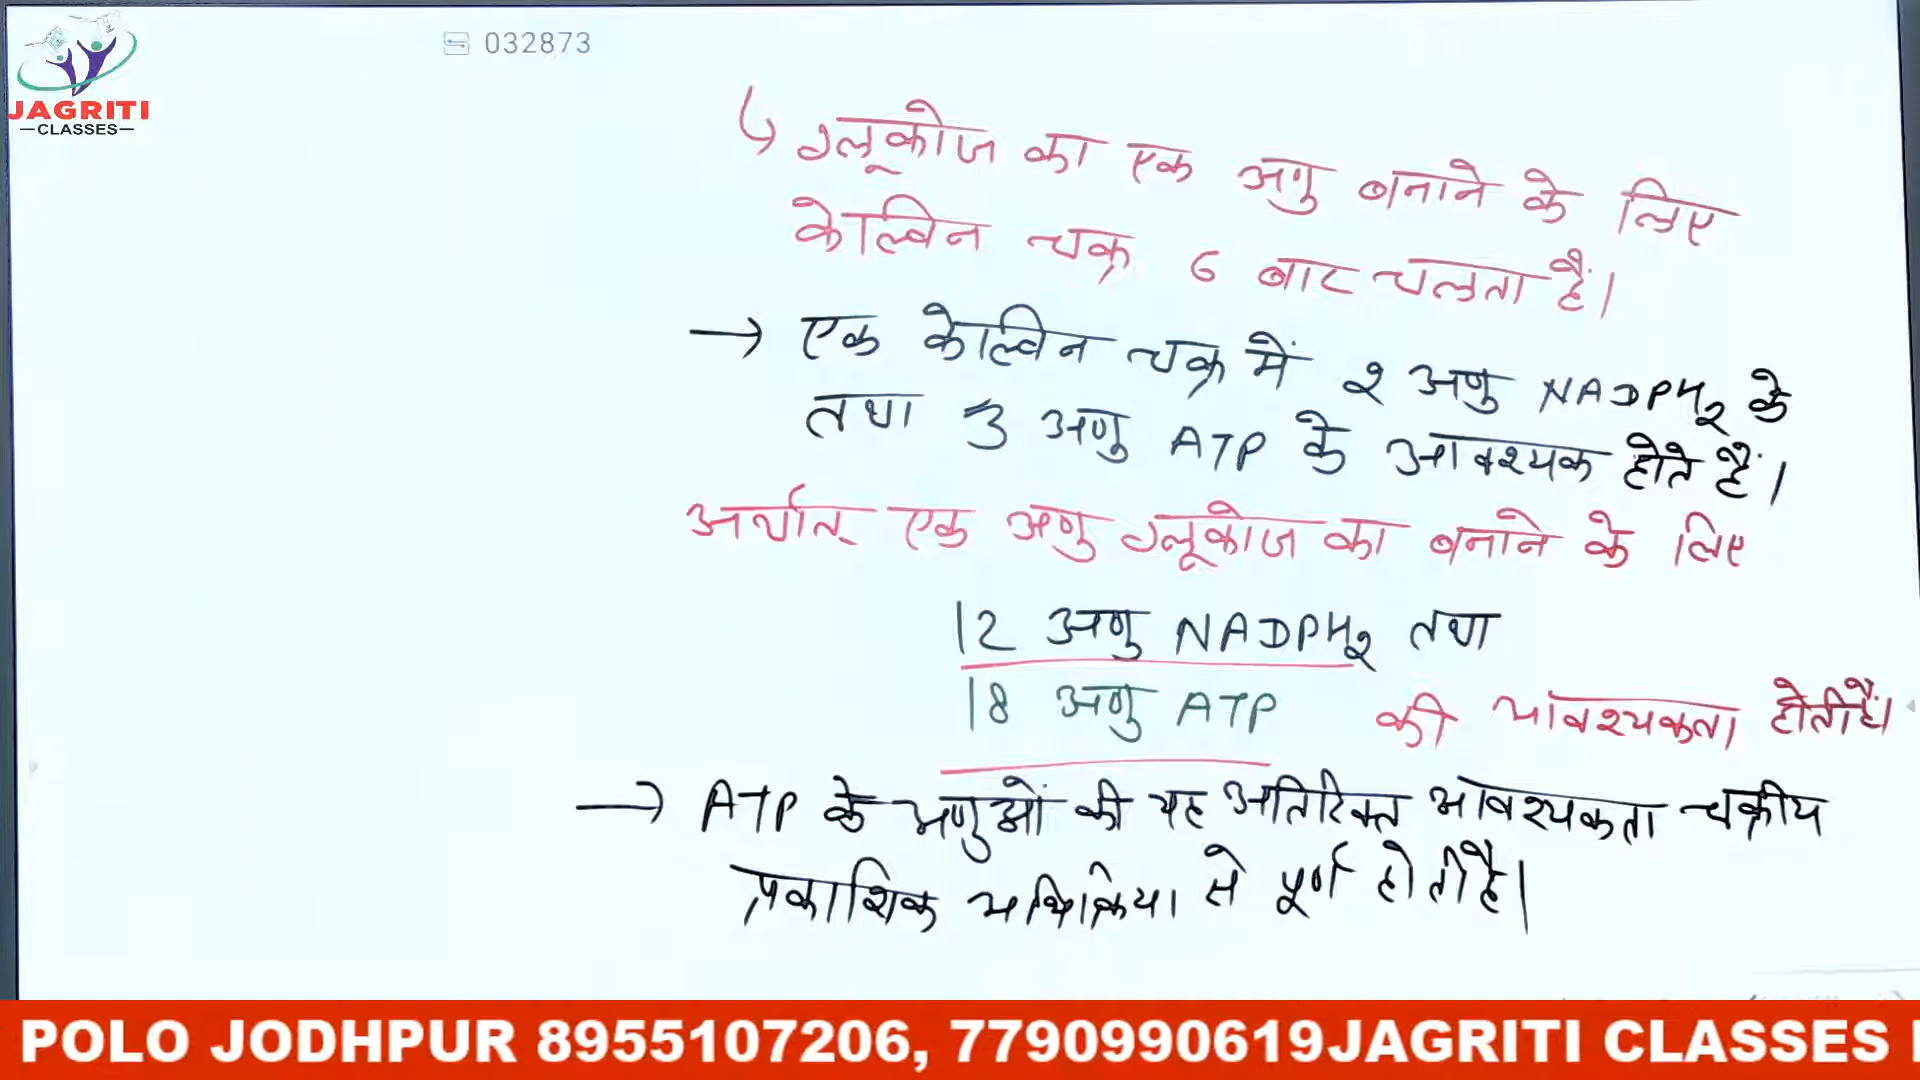 JAGRITI
CLASSES
032873
ग्लूकोज का एक अणु बनाने के लिए
केल्विन चक्र 6 बार चलता हैं।
→ एक केल्विन चक्र में 2 अणु NADPH2 के
तथा 3 अणु ATP के आवश्यक होते हैं।
अर्थात् एक अणु ग्लूकोज का बनाने के लिए
12 अणु NADPH2 तथा
18 अणु ATP की आवश्यकता होती हैं।
→ ATP के अणुओं की यह अतिरिक्त आवश्यकता चक्रीय
प्रकाशिक अभिक्रिया से पूर्ण होती है।
POLO JODHPUR 8955107206, 7790990619JAGRITI CLASSES